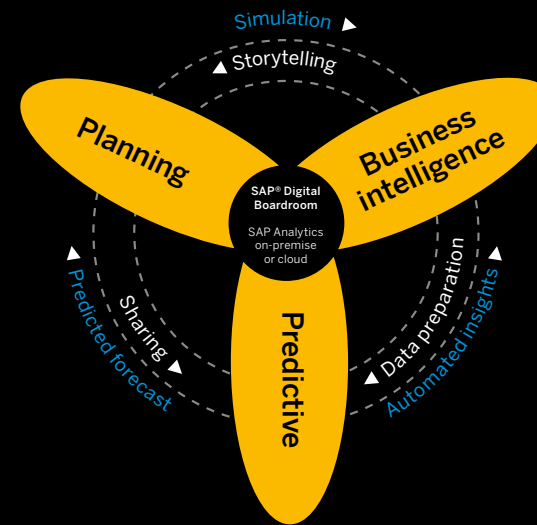 Simulation
Storytelling
Planning
Business
intelligence
SAP® Digital
Boardroom
SAP Analytics
on-premise
or cloud
Predicted forecast
Sharing
Predictive
Data preparation
Automated insights